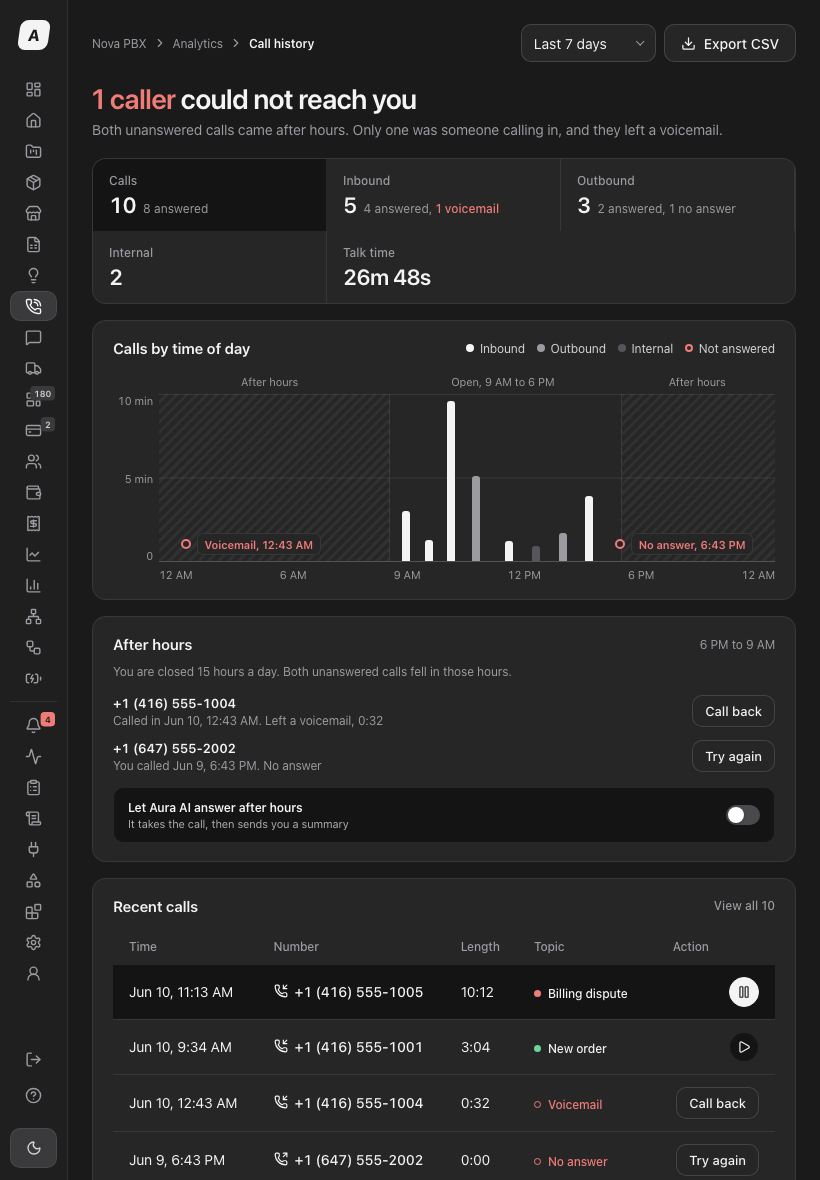 A
Nova PBX > Analytics > Call history
Last 7 days
Export CSV
1 caller could not reach you
Both unanswered calls came after hours. Only one was someone calling in, and they left a voicemail.
Calls
10 8 answered
Inbound
5 4 answered, 1 voicemail
Outbound
3 2 answered, 1 no answer
Internal
2
Talk time
26m 48s
180
2
4
Calls by time of day
Inbound Outbound Internal Not answered
After hours Open, 9 AM to 6 PM After hours
10 min
5 min
0
Voicemail, 12:43 AM
No answer, 6:43 PM
12 AM 6 AM 9 AM 12 PM 6 PM 12 AM
After hours
6 PM to 9 AM
You are closed 15 hours a day. Both unanswered calls fell in those hours.
+1 (416) 555-1004
Called in Jun 10, 12:43 AM. Left a voicemail, 0:32
Call back
+1 (647) 555-2002
You called Jun 9, 6:43 PM. No answer
Try again
Let Aura AI answer after hours
It takes the call, then sends you a summary
Recent calls
View all 10
Time Number Length Topic Action
Jun 10, 11:13 AM +1 (416) 555-1005 10:12 Billing dispute
Jun 10, 9:34 AM +1 (416) 555-1001 3:04 New order
Jun 10, 12:43 AM +1 (416) 555-1004 0:32 Voicemail Call back
Jun 9, 6:43 PM +1 (647) 555-2002 0:00 No answer Try again